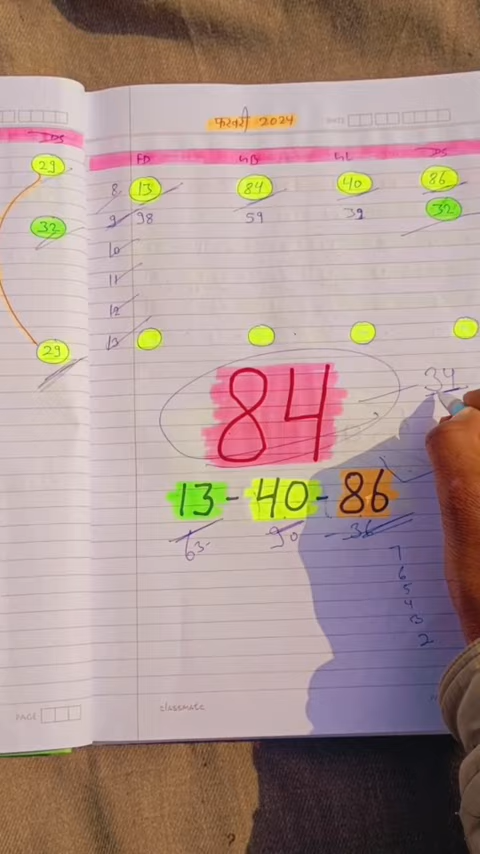 फरवरी 2024
DS FD GB GL DS
29 8 13 84 40 86
32 9 98 59 39 32
10
11
12
29 13
84 34
13 - 40 - 86
63 90 36
7
6
5
4
3
2
PAGE classmate